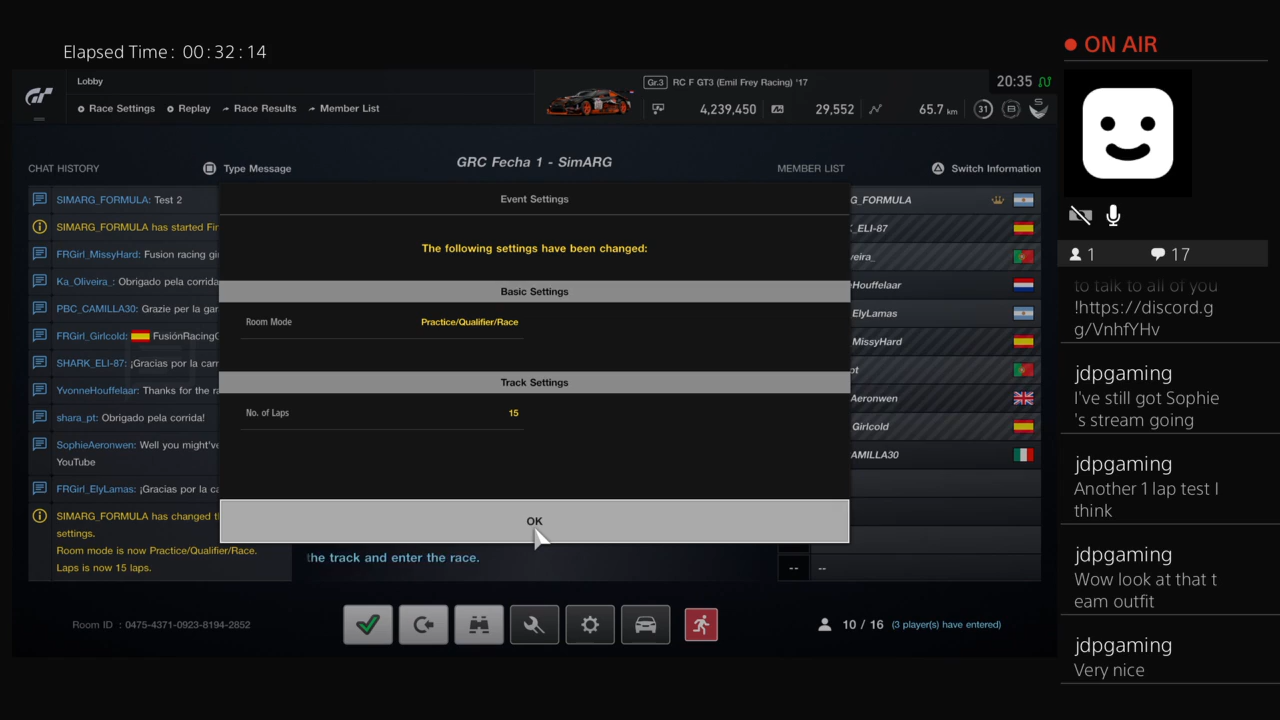 Elapsed Time: 00:32:14
ON AIR
Lobby
Gr.3 RC F GT3 (Emil Frey Racing) '17
20:35
Race Settings
Replay
Race Results
Member List
4,239,450
29,552
65.7 km
31
B
S
GRC Fecha 1 - SimARG
CHAT HISTORY
Type Message
MEMBER LIST
Switch Information
SIMARG_FORMULA: Test 2
SIMARG_FORMULA has started Fir
FRGirl_MissyHard: Fusion racing gi
Ka_Oliveira_: Obrigado pela corrida
PBC_CAMILLA30: Grazie per la gar
FRGirl_Girlcold: FusiónRacingG
SHARK_ELI-87: ¡Gracias por la carr
YvonneHouffelaar: Thanks for the ra
shara_pt: Obrigado pela corrida!
SophieAeronwen: Well you might've
YouTube
FRGirl_ElyLamas: ¡Gracias por la ca
SIMARG_FORMULA has changed th
settings.
Room mode is now Practice/Qualifier/Race.
Laps is now 15 laps.
Event Settings
The following settings have been changed:
Basic Settings
Room Mode
Practice/Qualifier/Race
Track Settings
No. of Laps
15
OK
the track and enter the race.
G_FORMULA
_ELI-87
veira_
Houffelaar
ElyLamas
MissyHard
pt
Aeronwen
Girlcold
AMILLA30
-- --
Room ID : 0475-4371-0923-8194-2852
10 / 16 (3 player(s) have entered)
1
17
to talk to all of you
!https://discord.g
g/VnhfYHv
jdpgaming
I've still got Sophie
's stream going
jdpgaming
Another 1 lap test I
think
jdpgaming
Wow look at that t
eam outfit
jdpgaming
Very nice